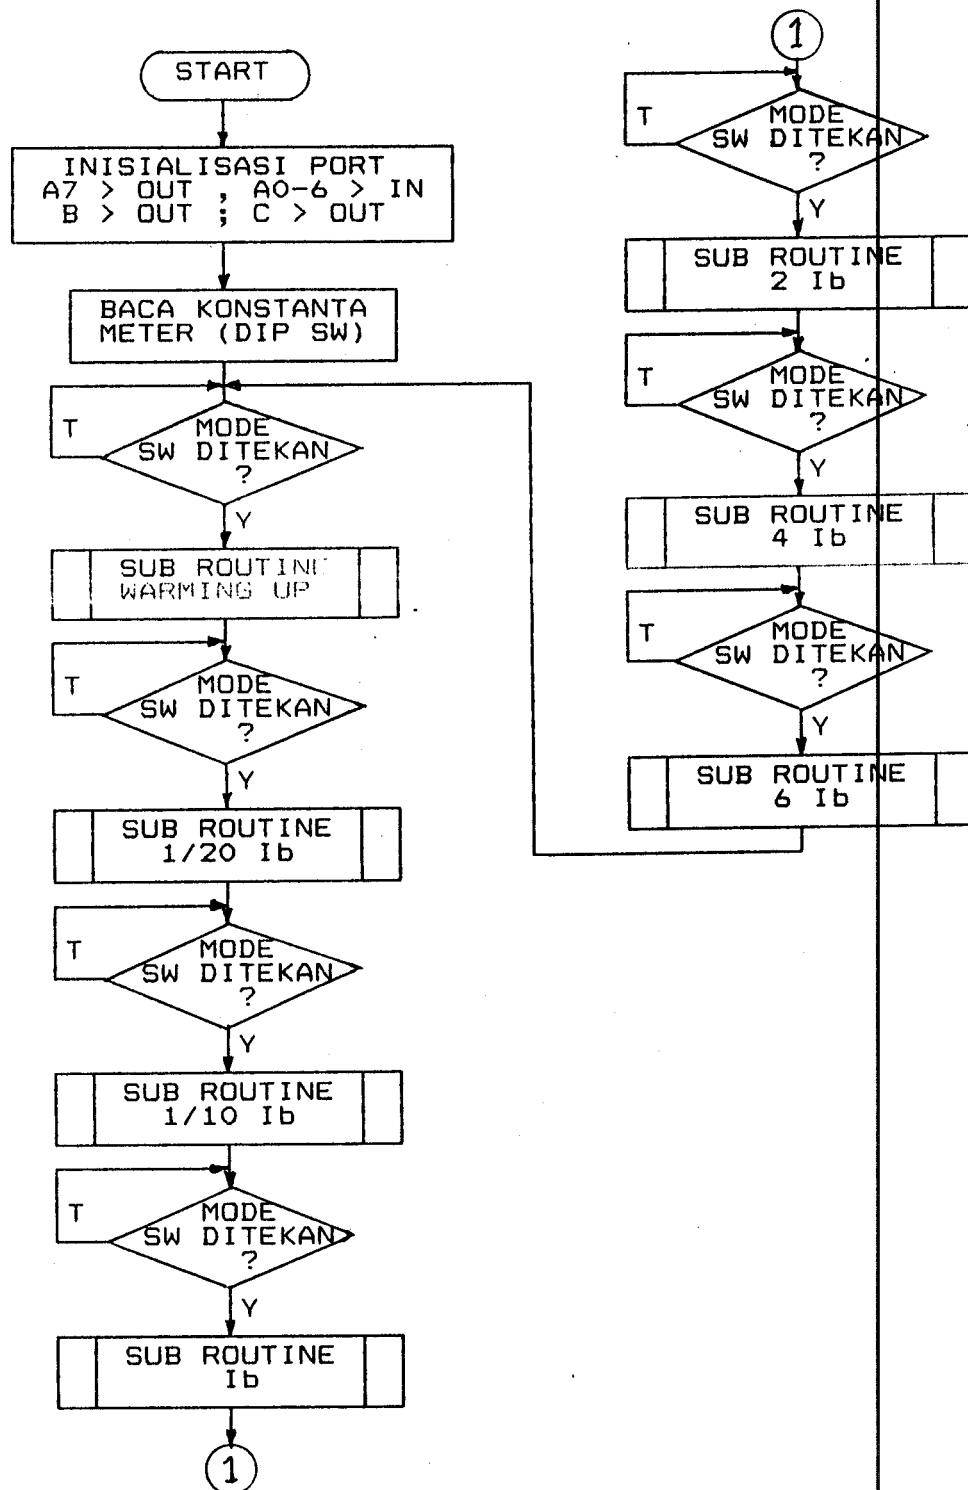 START
INISIALISASI PORT
A7 > OUT , A0-6 > IN
B > OUT ; C > OUT
BACA KONSTANTA
METER (DIP SW)
T
MODE
SW DITEKAN
?
Y
SUB ROUTINE
WARMING UP
T
MODE
SW DITEKAN
?
Y
SUB ROUTINE
1/20 Ib
T
MODE
SW DITEKAN
?
Y
SUB ROUTINE
1/10 Ib
T
MODE
SW DITEKAN
?
Y
SUB ROUTINE
Ib
1
1
T
MODE
SW DITEKAN
?
Y
SUB ROUTINE
2 Ib
T
MODE
SW DITEKAN
?
Y
SUB ROUTINE
4 Ib
T
MODE
SW DITEKAN
?
Y
SUB ROUTINE
6 Ib